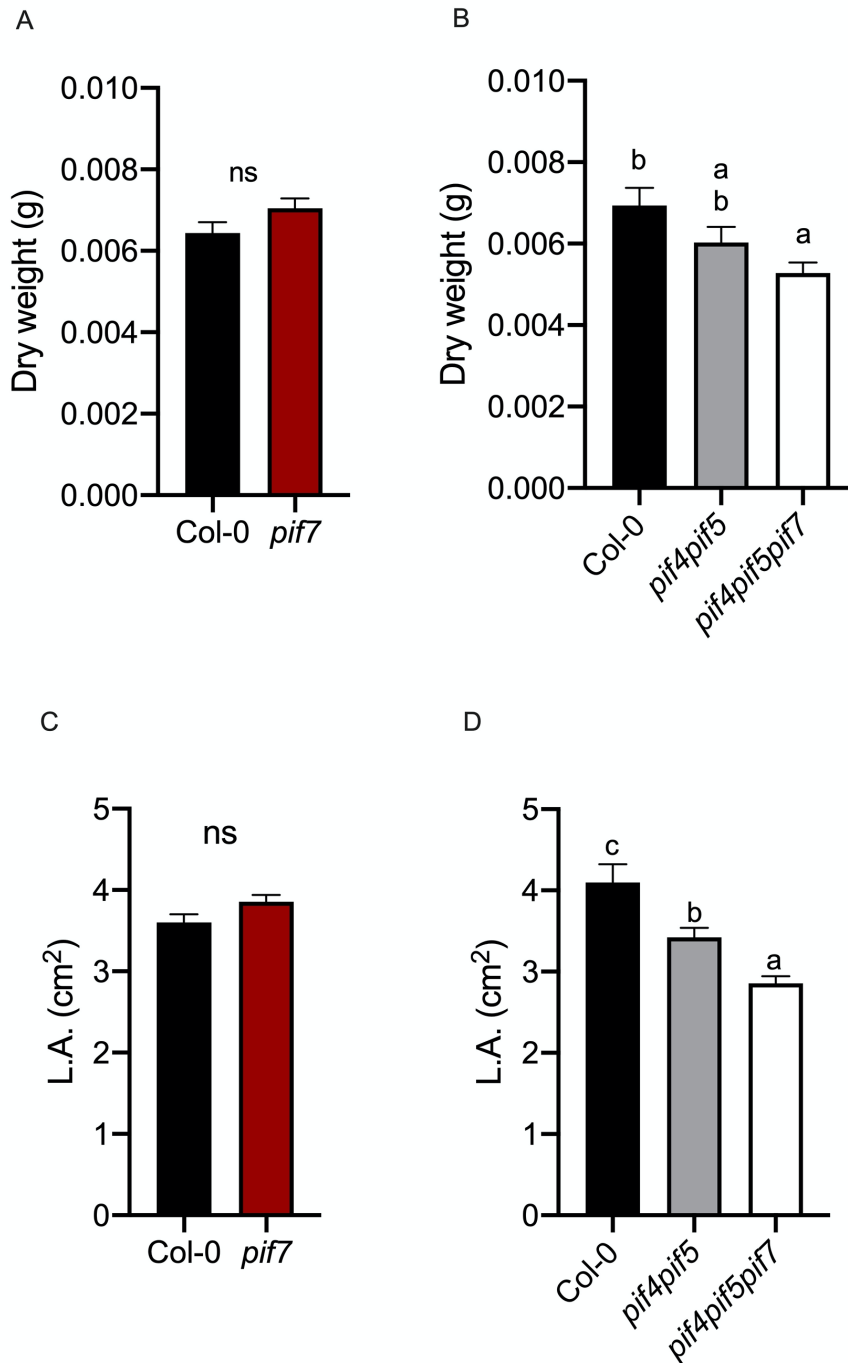 A
Dry weight (g)
0.010
0.008
0.006
0.004
0.002
0.000
ns
Col-0 pif7
B
Dry weight (g)
0.010
0.008
0.006
0.004
0.002
0.000
b
a
b
a
Col-0
pif4pif5
pif4pif5pif7
C
L.A. (cm²)
5
4
3
2
1
0
ns
Col-0 pif7
D
L.A. (cm²)
5
4
3
2
1
0
c
b
a
Col-0
pif4pif5
pif4pif5pif7